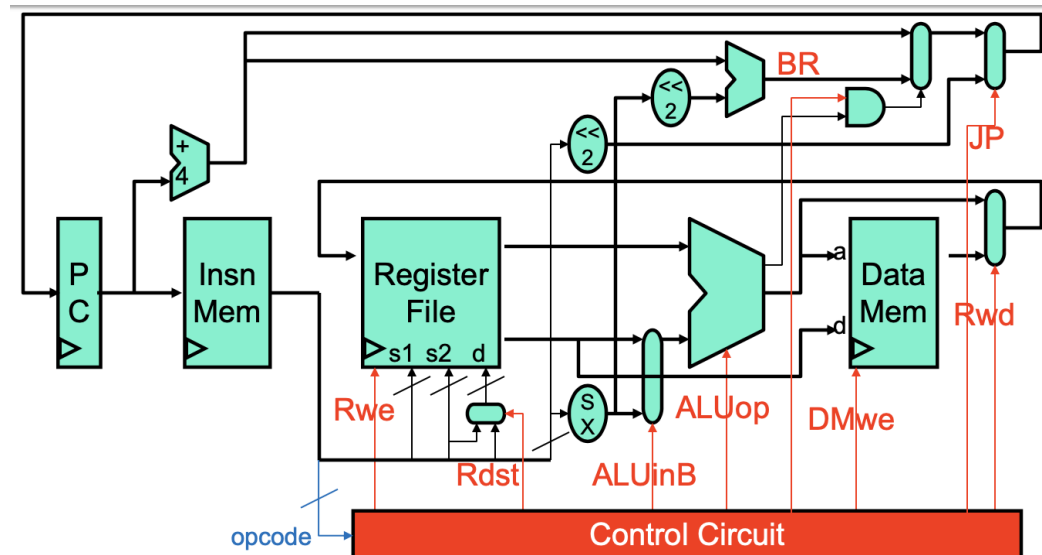 BR
<<
2
<<
2
JP
+
4
P
C
Insn
Mem
Register
File
s1 s2 d
a
d
Data
Mem
Rwd
Rwe
S
X
ALUop
DMwe
Rdst
ALUinB
opcode
Control Circuit